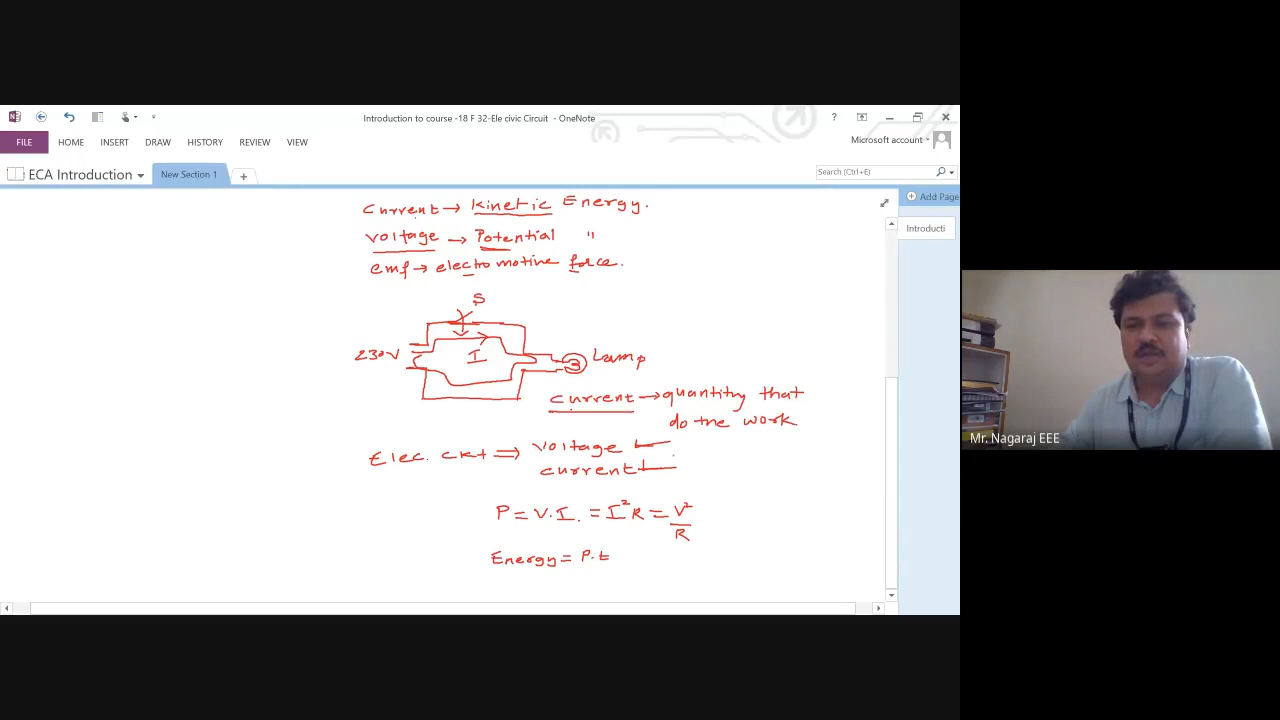 Introduction to course -18 F 32-Ele civic Circuit - OneNote
?
FILE HOME INSERT DRAW HISTORY REVIEW VIEW
Microsoft account
ECA Introduction
New Section 1
+
Search (Ctrl+E)
Add Page
Introducti
Current → Kinetic Energy.
Voltage → Potential "
emf → electro motive force.
S
230V
I
Lamp
Current → quantity that
do the work
Elec. ckt ⇒ Voltage
current
P = V.I. = I²R = V²/R
Energy = P.t
Mr. Nagaraj EEE